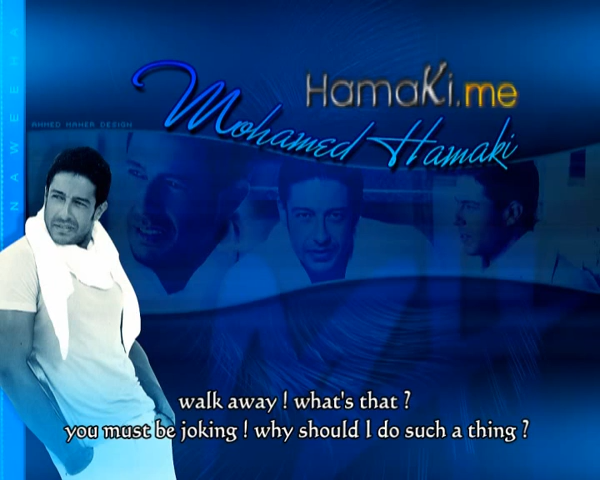 HamaKi.me
Mohamed Hamaki
AHMED MAHER DESIGN
NAWEEHA
walk away ! what's that ?
you must be joking ! why should I do such a thing ?